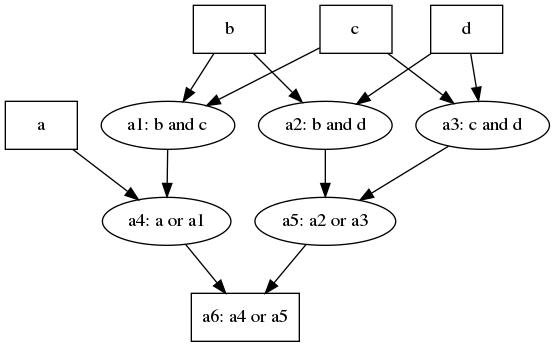 b
c
d
a
a1: b and c
a2: b and d
a3: c and d
a4: a or a1
a5: a2 or a3
a6: a4 or a5